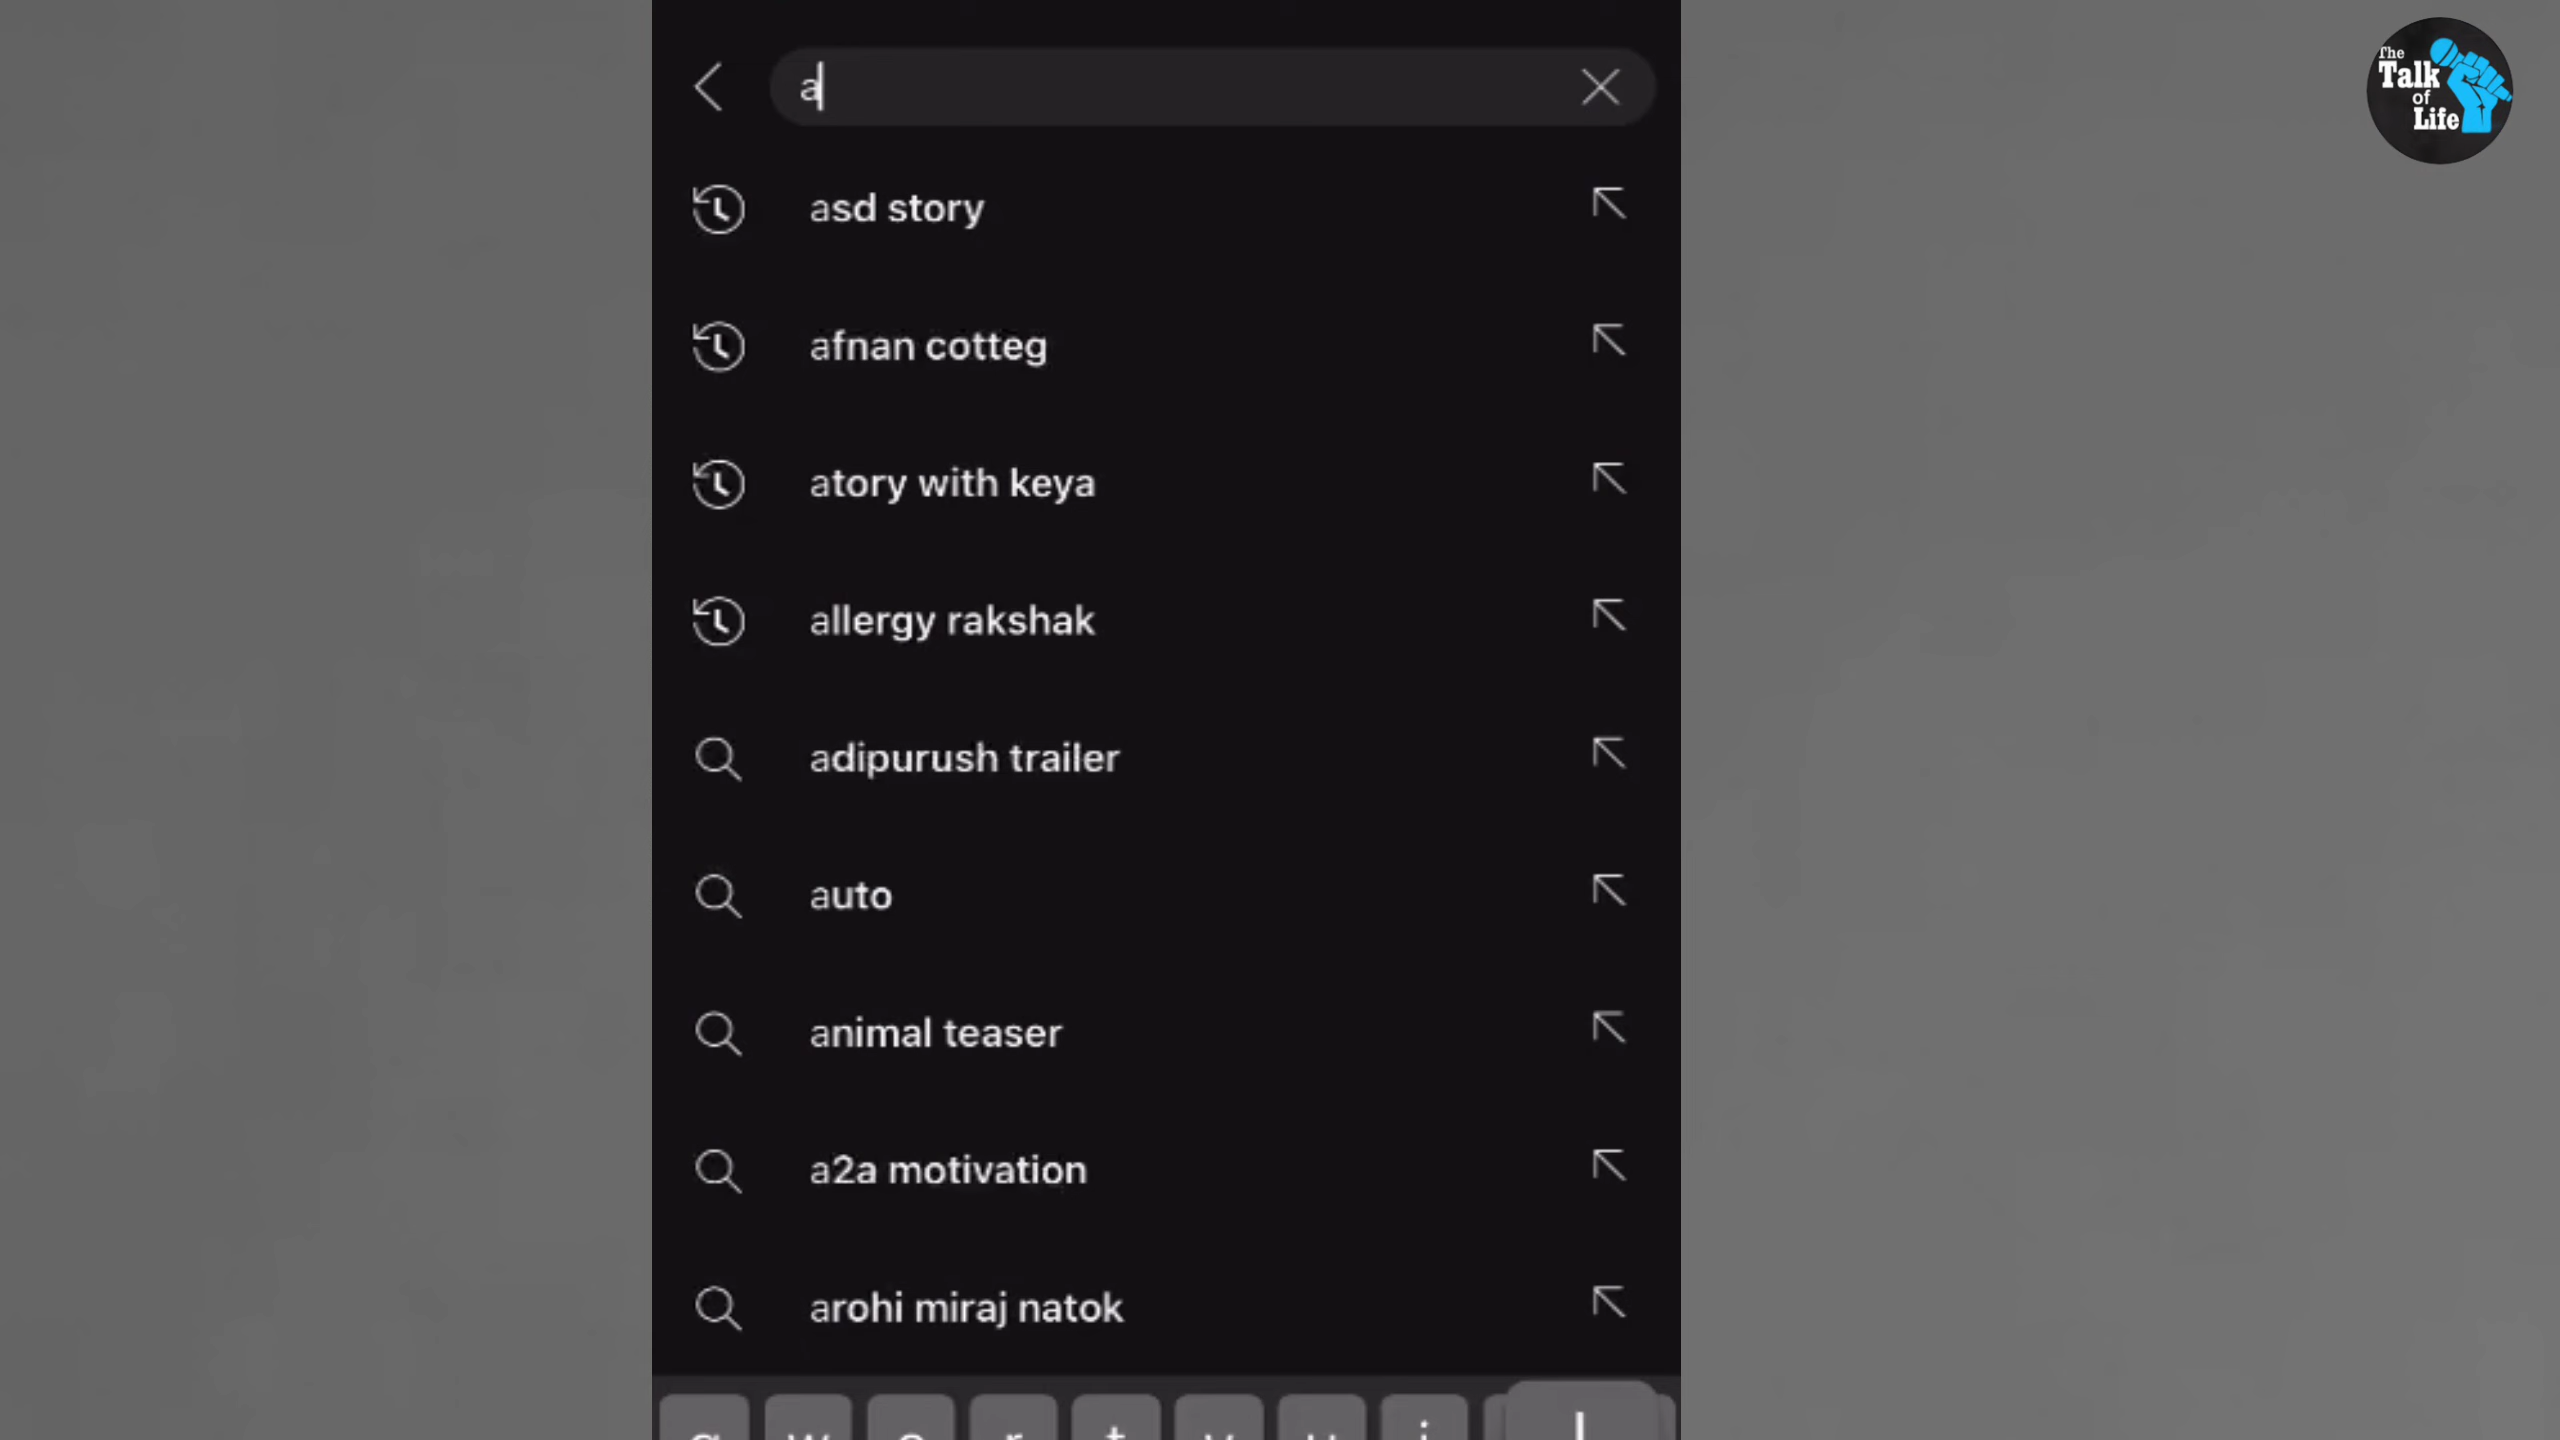 a
asd story
afnan cotteg
atory with keya
allergy rakshak
adipurush trailer
auto
animal teaser
a2a motivation
arohi miraj natok
The
Talk
of
Life